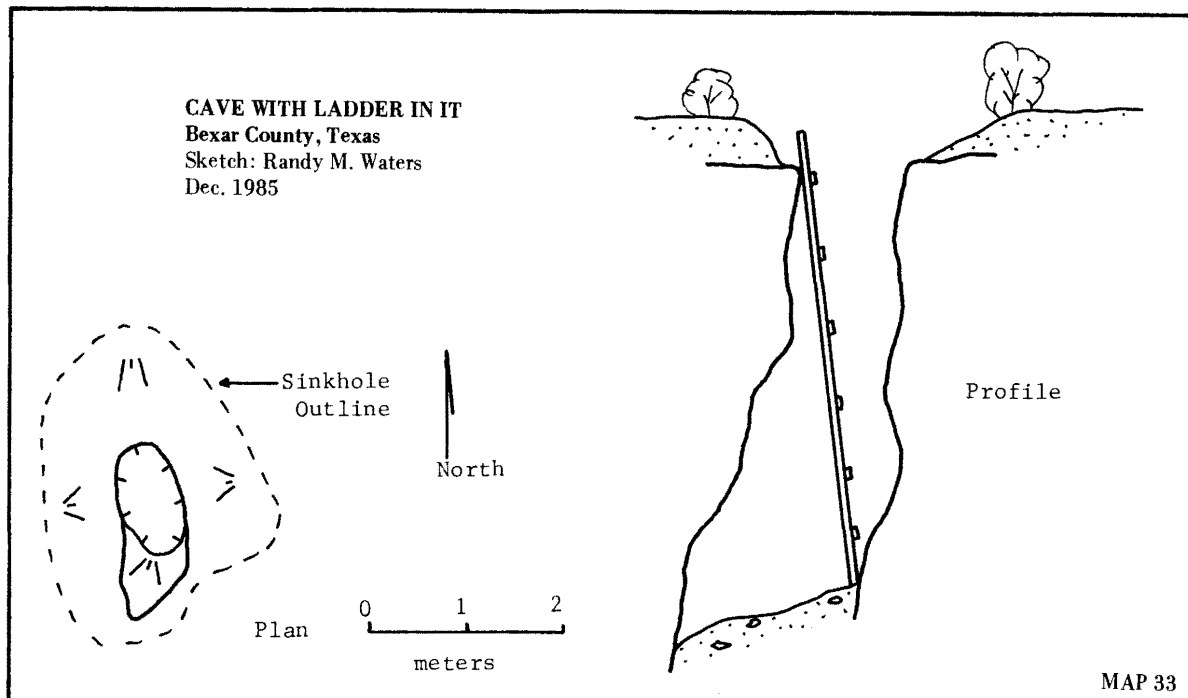 CAVE WITH LADDER IN IT
Bexar County, Texas
Sketch: Randy M. Waters
Dec. 1985
Sinkhole
Outline
North
Profile
Plan
0 1 2
meters
MAP 33